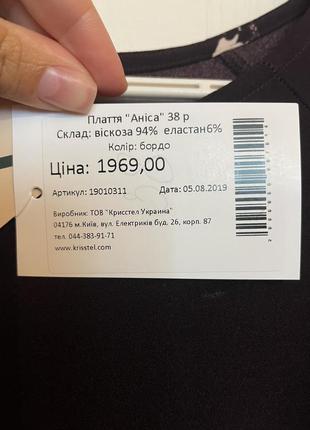 Плаття "Аніса" 38 р
Склад: віскоза 94% еластан6%
Колір: бордо
Ціна: 1969,00
Артикул: 19010311 Дата: 05.08.2019
Виробник: ТОВ "Кристтел Украина"
04176 м.Київ, вул. Електриків буд. 26, корп. 87
тел. 044-383-91-71
www.krisstel.com